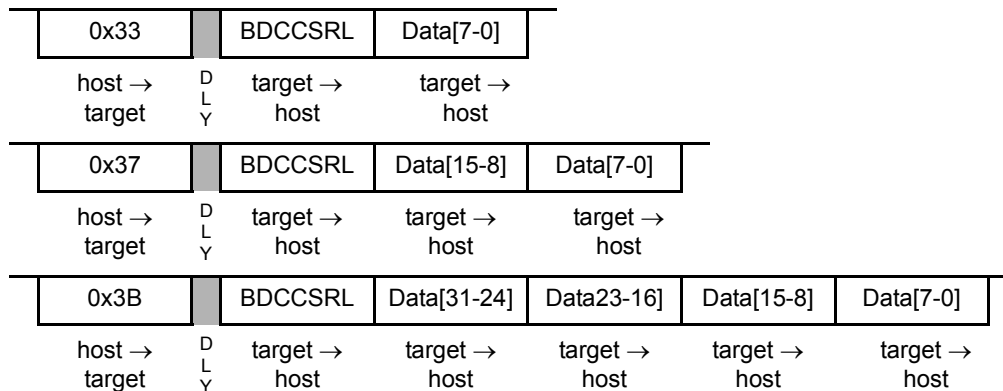 0x33 BDCCSRL Data[7-0]
host → D target → target →
target L host host
Y
0x37 BDCCSRL Data[15-8] Data[7-0]
host → D target → target → target →
target L host host host
Y
0x3B BDCCSRL Data[31-24] Data23-16] Data[15-8] Data[7-0]
host → D target → target → target → target → target →
target L host host host host host
Y